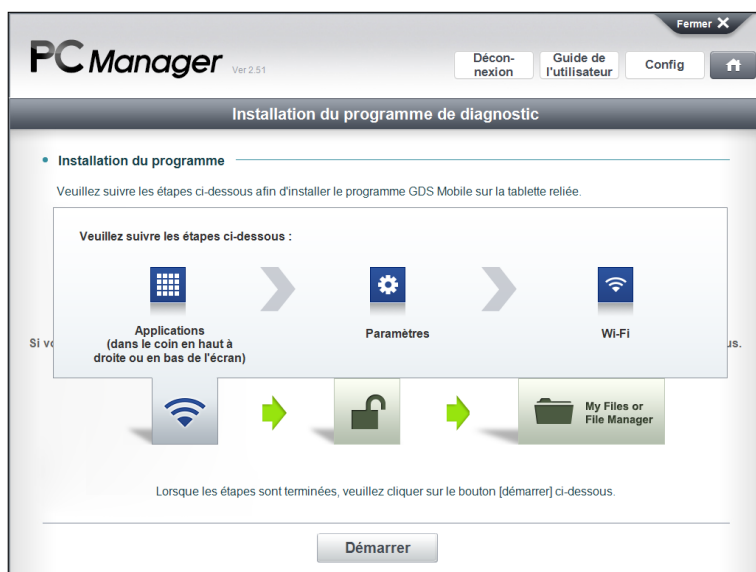 Fermer
PC Manager Ver 2.51
Décon-
nexion
Guide de
l'utilisateur
Config
Installation du programme de diagnostic
Installation du programme
Veuillez suivre les étapes ci-dessous afin d'installer le programme GDS Mobile sur la tablette reliée.
Veuillez suivre les étapes ci-dessous :
Applications
(dans le coin en haut à
droite ou en bas de l'écran)
Paramètres
Wi-Fi
Si
us.
My Files or
File Manager
Lorsque les étapes sont terminées, veuillez cliquer sur le bouton [démarrer] ci-dessous.
Démarrer